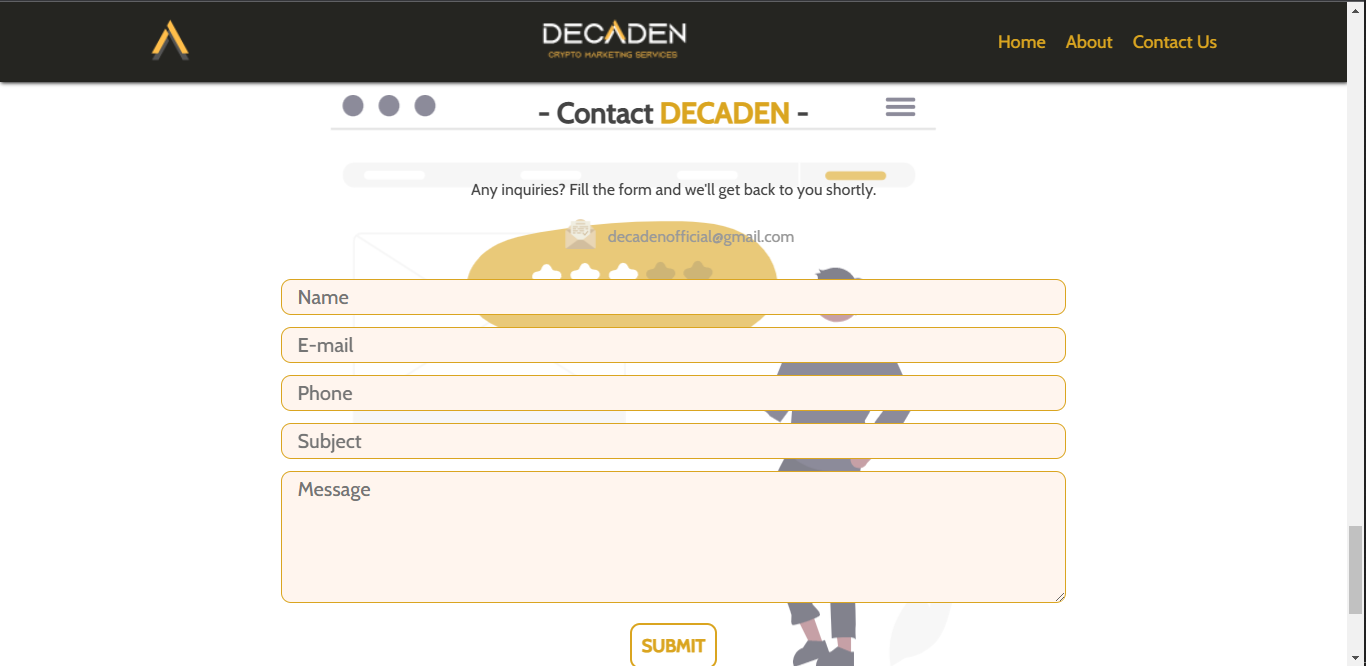 DECADEN
CRYPTO MARKETING SERVICES
Home About Contact Us
- Contact DECADEN -
Any inquiries? Fill the form and we'll get back to you shortly.
decadenofficial@gmail.com
Name
E-mail
Phone
Subject
Message
SUBMIT